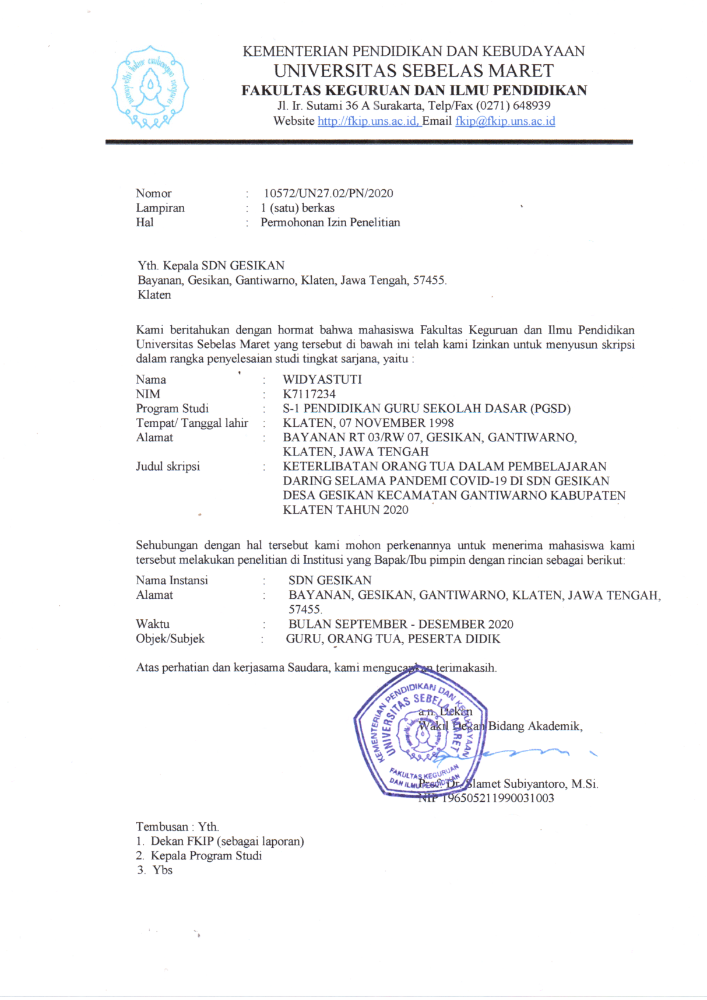 KEMENTERIAN PENDIDIKAN DAN KEBUDAYAAN
UNIVERSITAS SEBELAS MARET
FAKULTAS KEGURUAN DAN ILMU PENDIDIKAN
Jl. Ir. Sutami 36 A Surakarta, Telp/Fax (0271) 648939
Website http://fkip.uns.ac.id, Email fkip@fkip.uns.ac.id
Nomor : 10572/UN27.02/PN/2020
Lampiran : 1 (satu) berkas
Hal : Permohonan Izin Penelitian
Yth. Kepala SDN GESIKAN
Bayanan, Gesikan, Gantiwarno, Klaten, Jawa Tengah, 57455.
Klaten
Kami beritahukan dengan hormat bahwa mahasiswa Fakultas Keguruan dan Ilmu Pendidikan
Universitas Sebelas Maret yang tersebut di bawah ini telah kami Izinkan untuk menyusun skripsi
dalam rangka penyelesaian studi tingkat sarjana, yaitu :
Nama : WIDYASTUTI
NIM : K7117234
Program Studi : S-1 PENDIDIKAN GURU SEKOLAH DASAR (PGSD)
Tempat/ Tanggal lahir : KLATEN, 07 NOVEMBER 1998
Alamat : BAYANAN RT 03/RW 07, GESIKAN, GANTIWARNO,
KLATEN, JAWA TENGAH
Judul skripsi : KETERLIBATAN ORANG TUA DALAM PEMBELAJARAN
DARING SELAMA PANDEMI COVID-19 DI SDN GESIKAN
DESA GESIKAN KECAMATAN GANTIWARNO KABUPATEN
KLATEN TAHUN 2020
Sehubungan dengan hal tersebut kami mohon perkenannya untuk menerima mahasiswa kami
tersebut melakukan penelitian di Institusi yang Bapak/Ibu pimpin dengan rincian sebagai berikut:
Nama Instansi : SDN GESIKAN
Alamat : BAYANAN, GESIKAN, GANTIWARNO, KLATEN, JAWA TENGAH,
57455.
Waktu : BULAN SEPTEMBER - DESEMBER 2020
Objek/Subjek : GURU, ORANG TUA, PESERTA DIDIK
Atas perhatian dan kerjasama Saudara, kami mengucapkan terimakasih.
KEMENTERIAN PENDIDIKAN DAN KEBUDAYAAN
UNIVERSITAS SEBELAS MARET
FAKULTAS KEGURUAN
DAN ILMU PENDIDIKAN
a.n. Dekan
Wakil Dekan Bidang Akademik,
Prof. Dr. Slamet Subiyantoro, M.Si.
NIP 196505211990031003
Tembusan : Yth.
1. Dekan FKIP (sebagai laporan)
2. Kepala Program Studi
3. Ybs